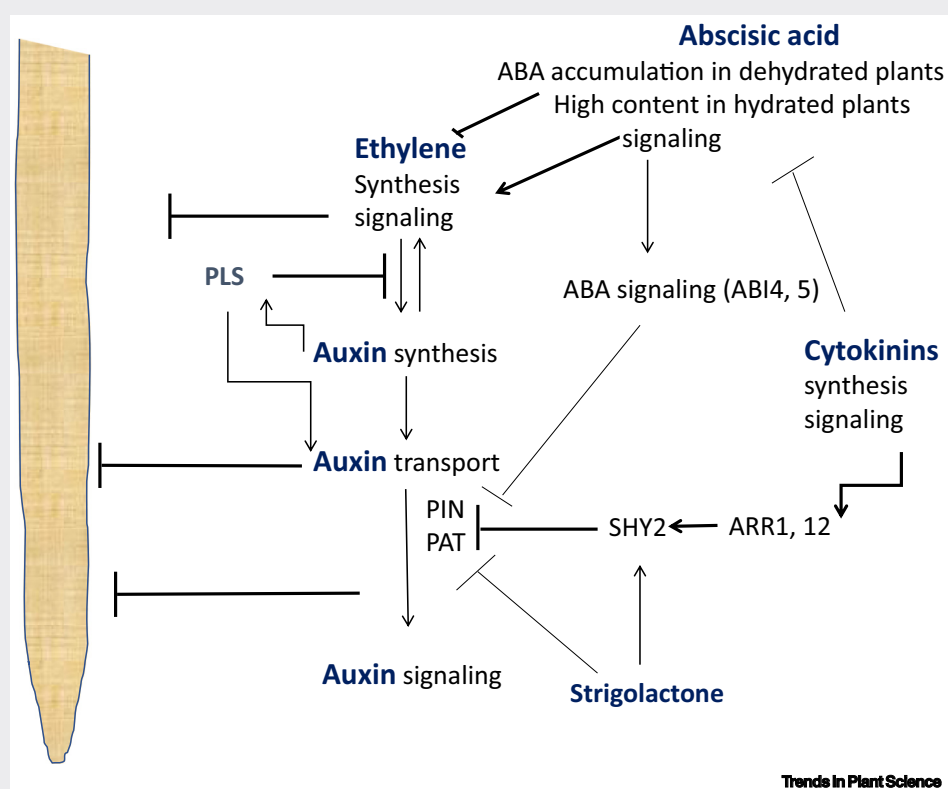 Abscisic acid
ABA accumulation in dehydrated plants
High content in hydrated plants
signaling
Ethylene
Synthesis
signaling
PLS
ABA signaling (ABI4, 5)
Auxin synthesis
Cytokinins
synthesis
signaling
Auxin transport
PIN
PAT
SHY2
ARR1, 12
Auxin signaling
Strigolactone
Trends in Plant Science